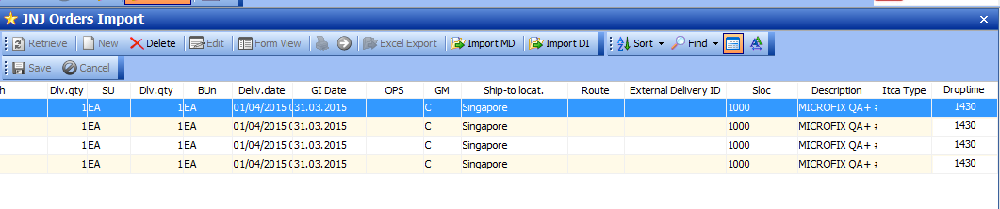 JNJ Orders Import
Retrieve New Delete Edit Form View Excel Export Import MD Import DI Sort Find
Save Cancel
h Dlv.qty SU Dlv.qty BUn Deliv.date GI Date OPS GM Ship-to locat. Route External Delivery ID Sloc Description Itca Type Droptime
1 EA 1 EA 01/04/2015 0 31.03.2015 C Singapore 1000 MICROFIX QA+ # 1430
1 EA 1 EA 01/04/2015 0 31.03.2015 C Singapore 1000 MICROFIX QA+ # 1430
1 EA 1 EA 01/04/2015 0 31.03.2015 C Singapore 1000 MICROFIX QA+ # 1430
1 EA 1 EA 01/04/2015 0 31.03.2015 C Singapore 1000 MICROFIX QA+ # 1430